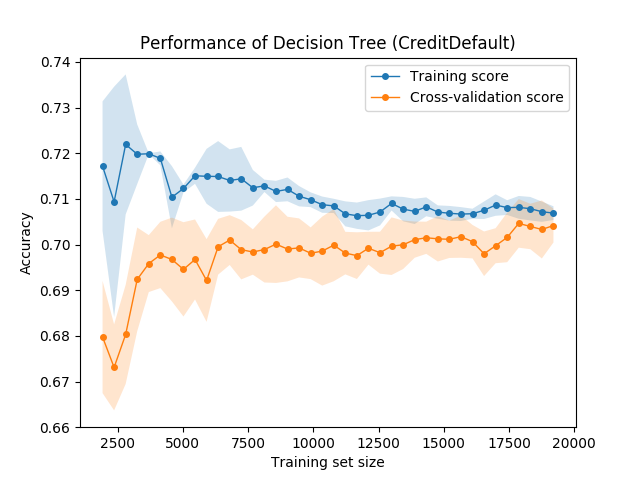 Performance of Decision Tree (CreditDefault)
Training score
Cross-validation score
0.74
0.73
0.72
0.71
0.70
0.69
0.68
0.67
0.66
Accuracy
2500 5000 7500 10000 12500 15000 17500 20000
Training set size